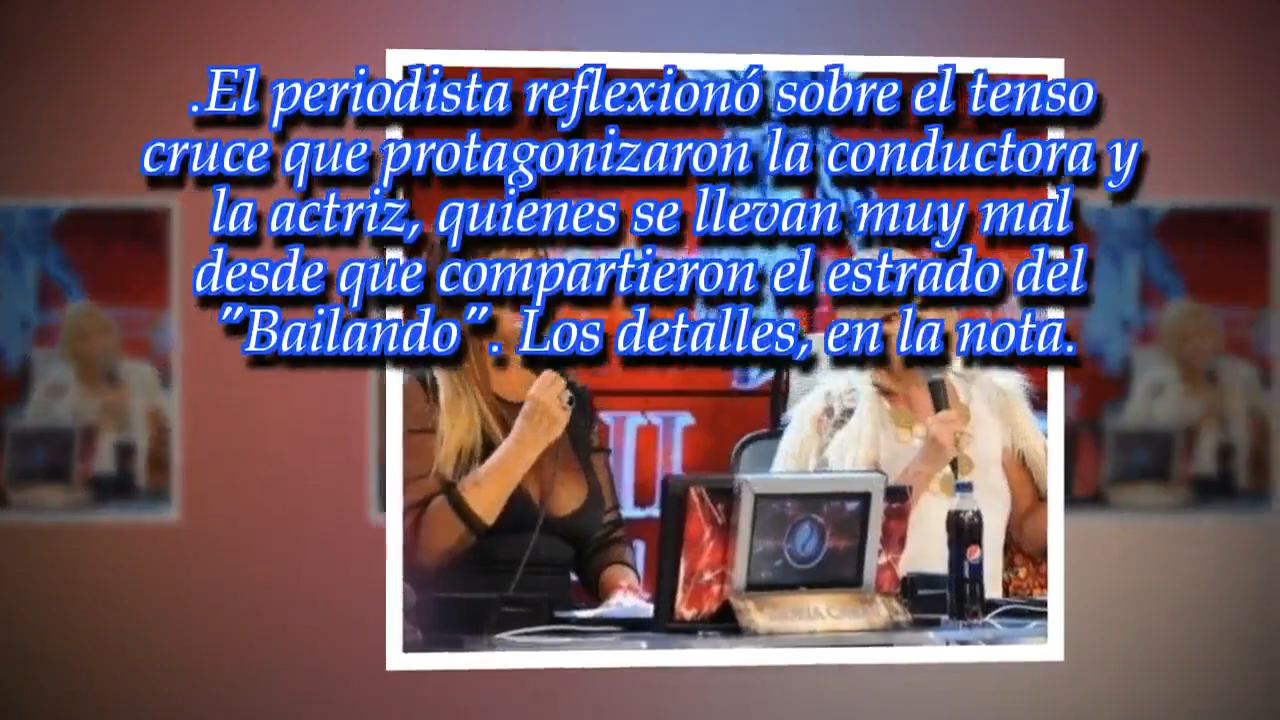 .El periodista reflexionó sobre el tenso
cruce que protagonizaron la conductora y
la actriz, quienes se llevan muy mal
desde que compartieron el estrado del
"Bailando". Los detalles, en la nota.